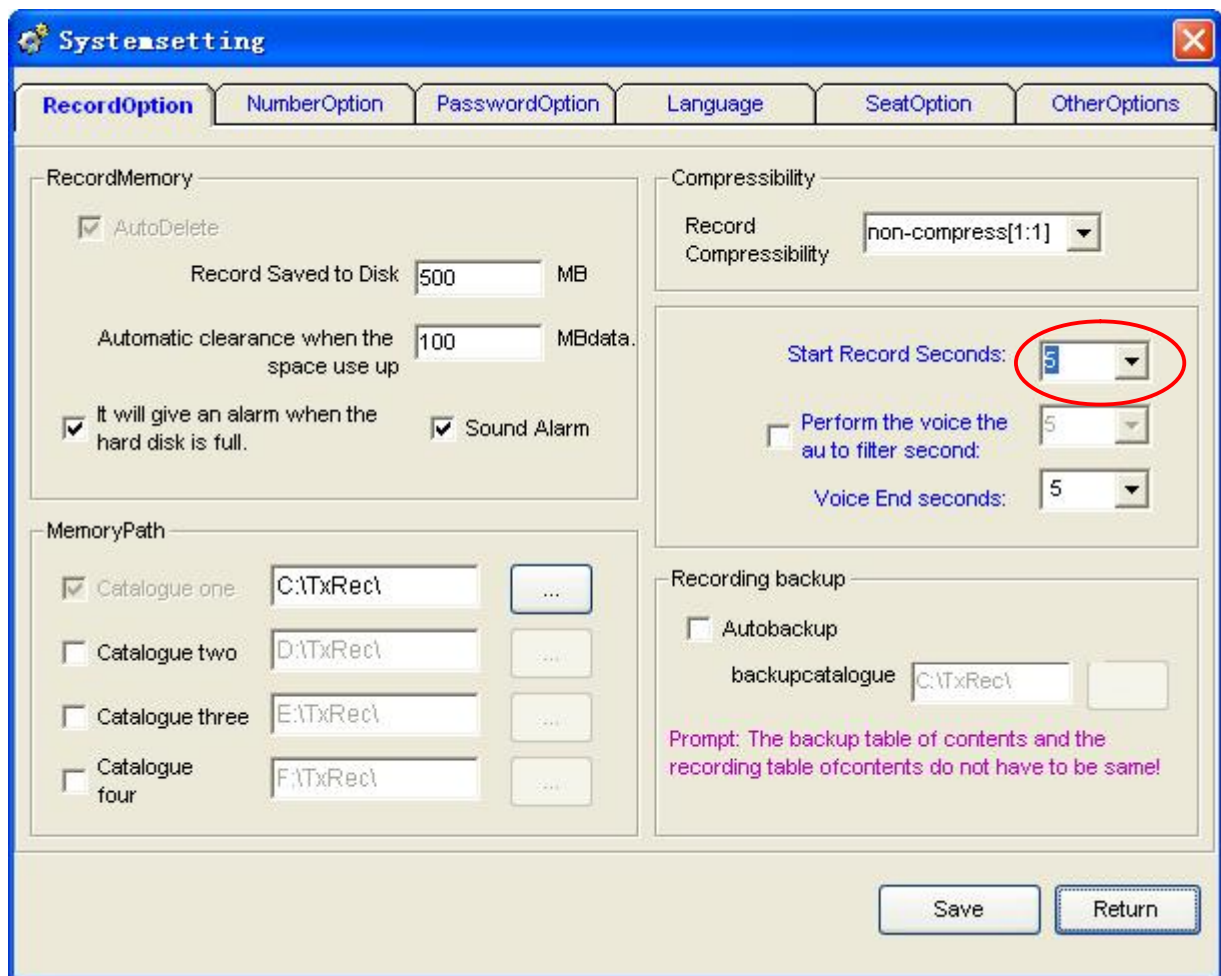 Systemsetting
RecordOption NumberOption PasswordOption Language SeatOption OtherOptions
RecordMemory
AutoDelete
Record Saved to Disk 500 MB
Automatic clearance when the
space use up
100 MBdata.
It will give an alarm when the
hard disk is full.
Sound Alarm
MemoryPath
Catalogue one C:\TxRec\ ...
Catalogue two D:\TxRec\ ...
Catalogue three E:\TxRec\ ...
Catalogue
four
F:\TxRec\ ...
Compressibility
Record
Compressibility
non-compress[1:1]
Start Record Seconds: 5
Perform the voice the
au to filter second:
5
Voice End seconds: 5
Recording backup
Autobackup
backupcatalogue C:\TxRec\
Prompt: The backup table of contents and the
recording table ofcontents do not have to be same!
Save Return